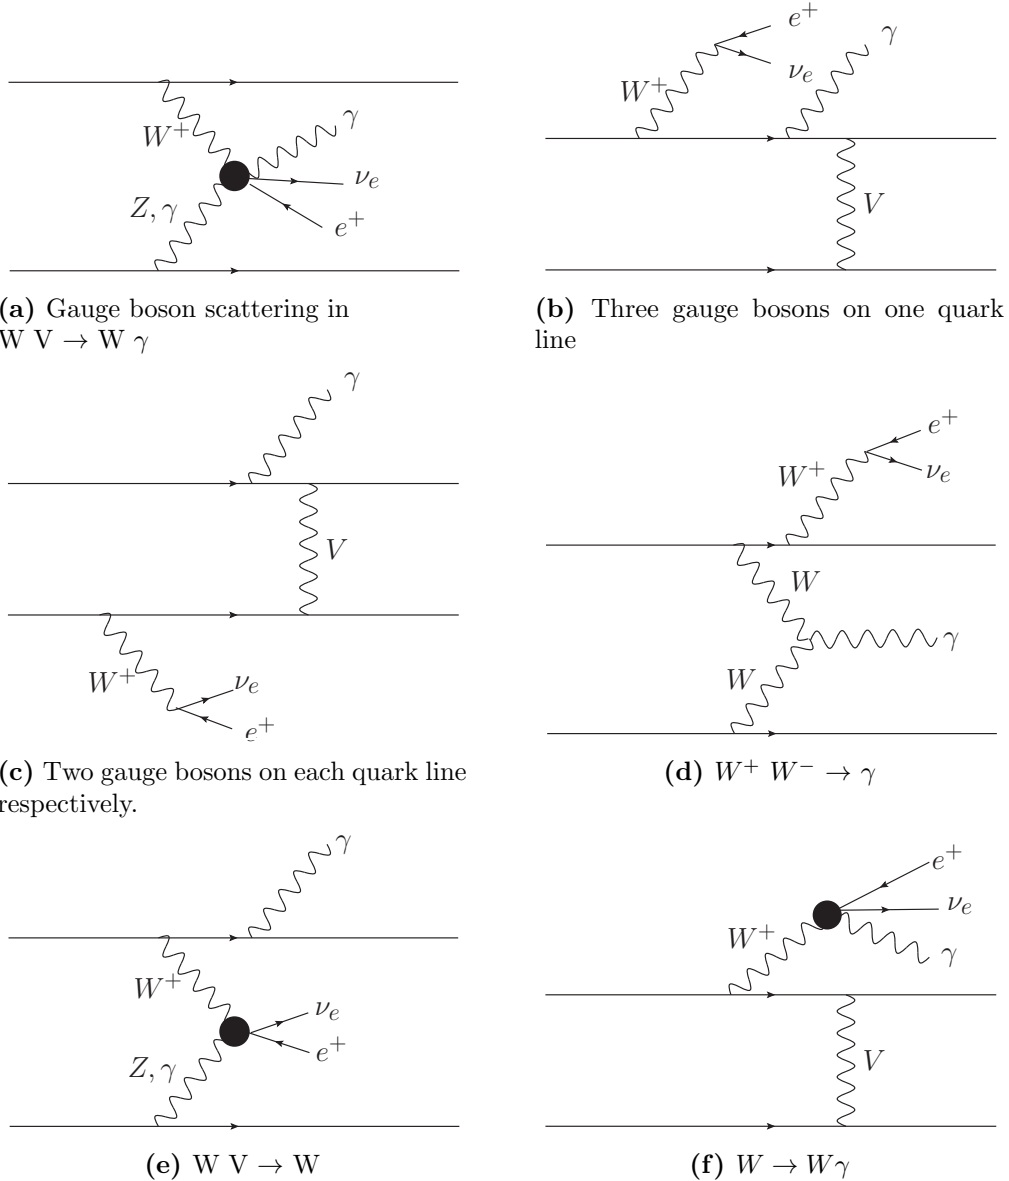 e⁺
γ
νₑ
W⁺
V
W⁺
γ
νₑ
Z, γ
e⁺
(a) Gauge boson scattering in
W V → W γ
(b) Three gauge bosons on one quark
line
γ
V
W⁺
νₑ
e⁺
(c) Two gauge bosons on each quark line
respectively.
e⁺
W⁺
νₑ
W
γ
W
(d) W⁺ W⁻ → γ
γ
W⁺
νₑ
Z, γ
e⁺
(e) W V → W
e⁺
νₑ
W⁺
γ
V
(f) W → Wγ